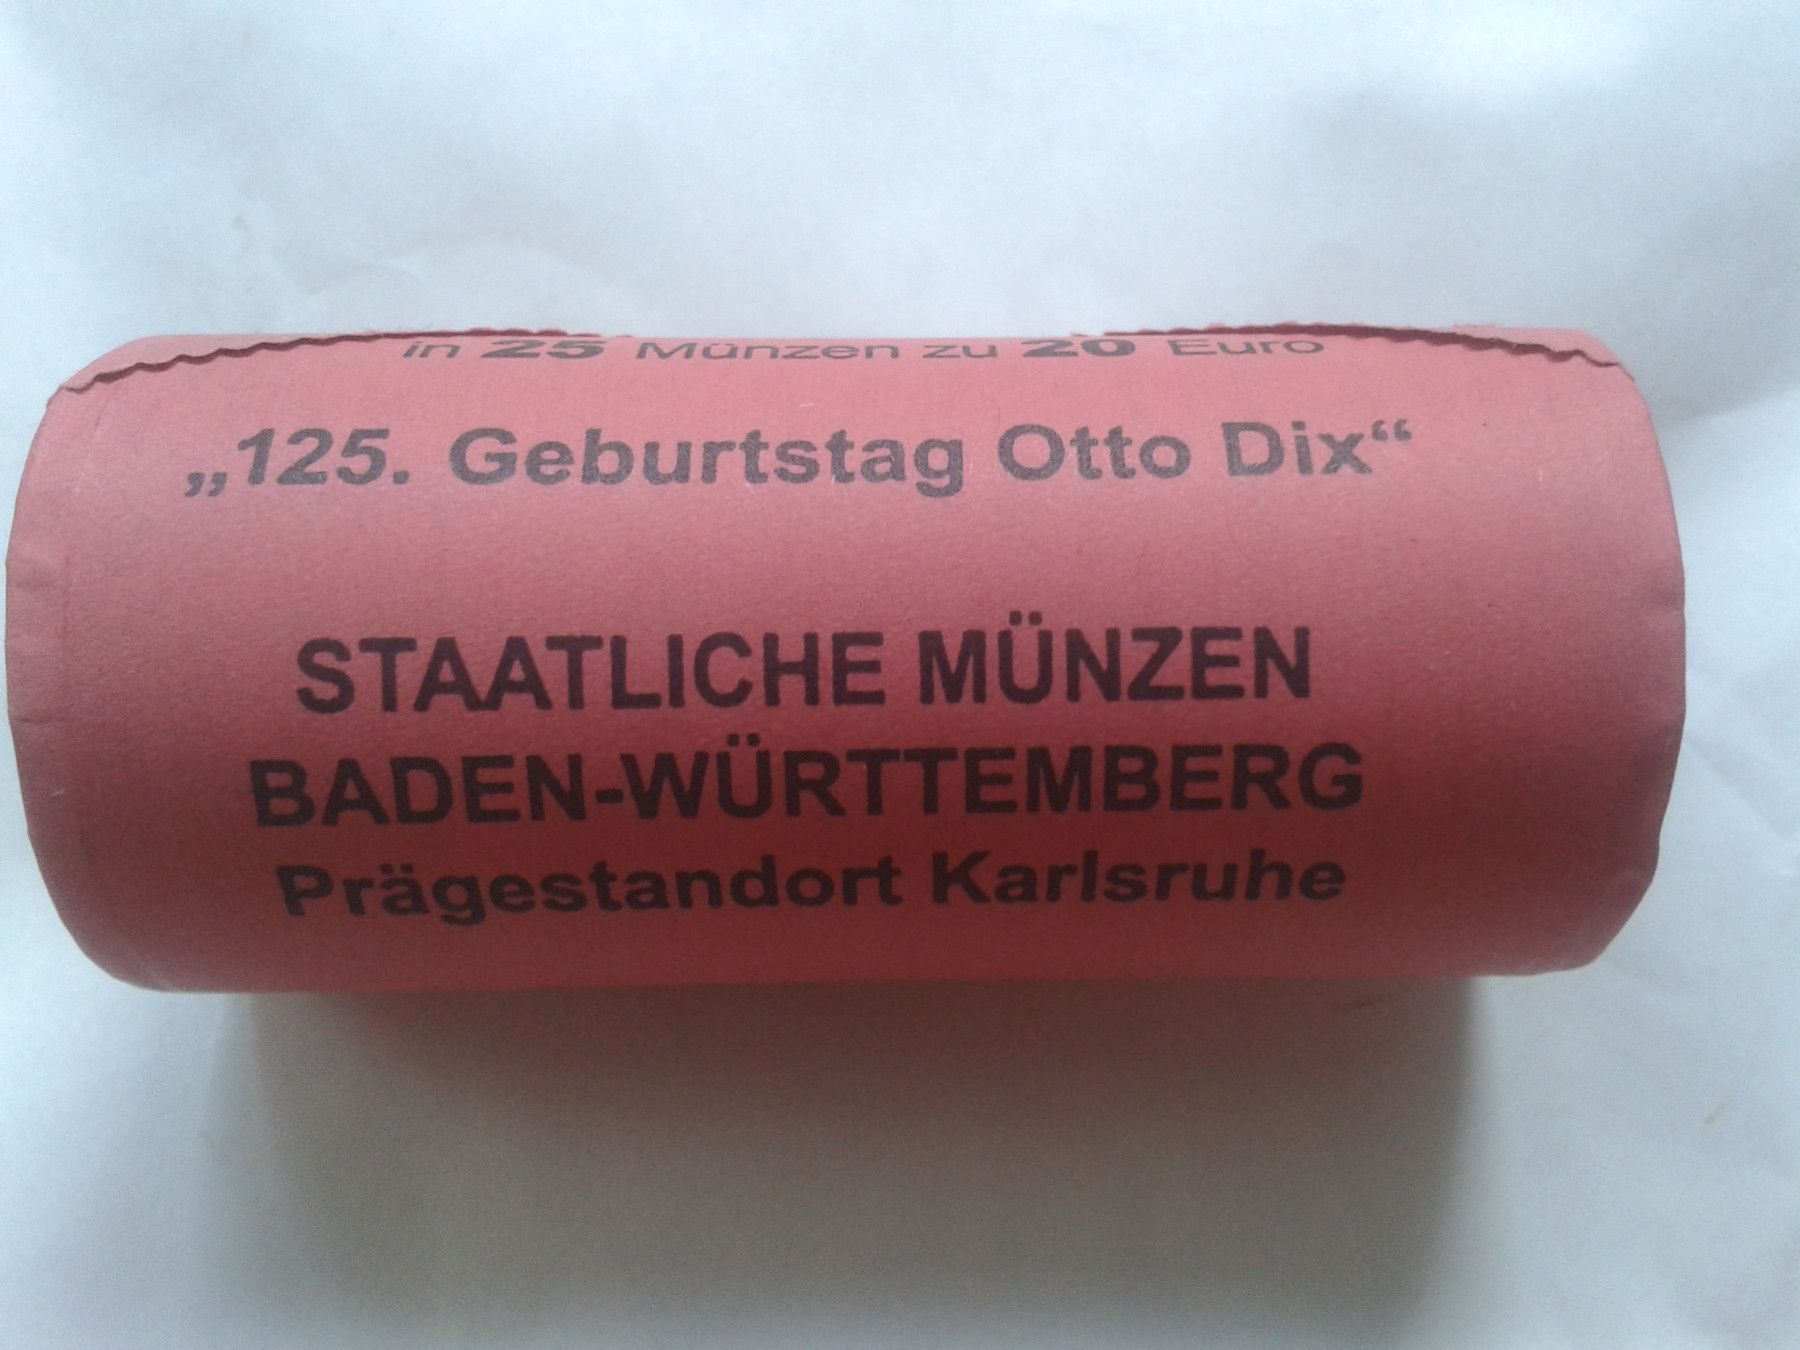 in 25 Münzen zu 20 Euro
„125. Geburtstag Otto Dix“
STAATLICHE MÜNZEN
BADEN-WÜRTTEMBERG
Prägestandort Karlsruhe